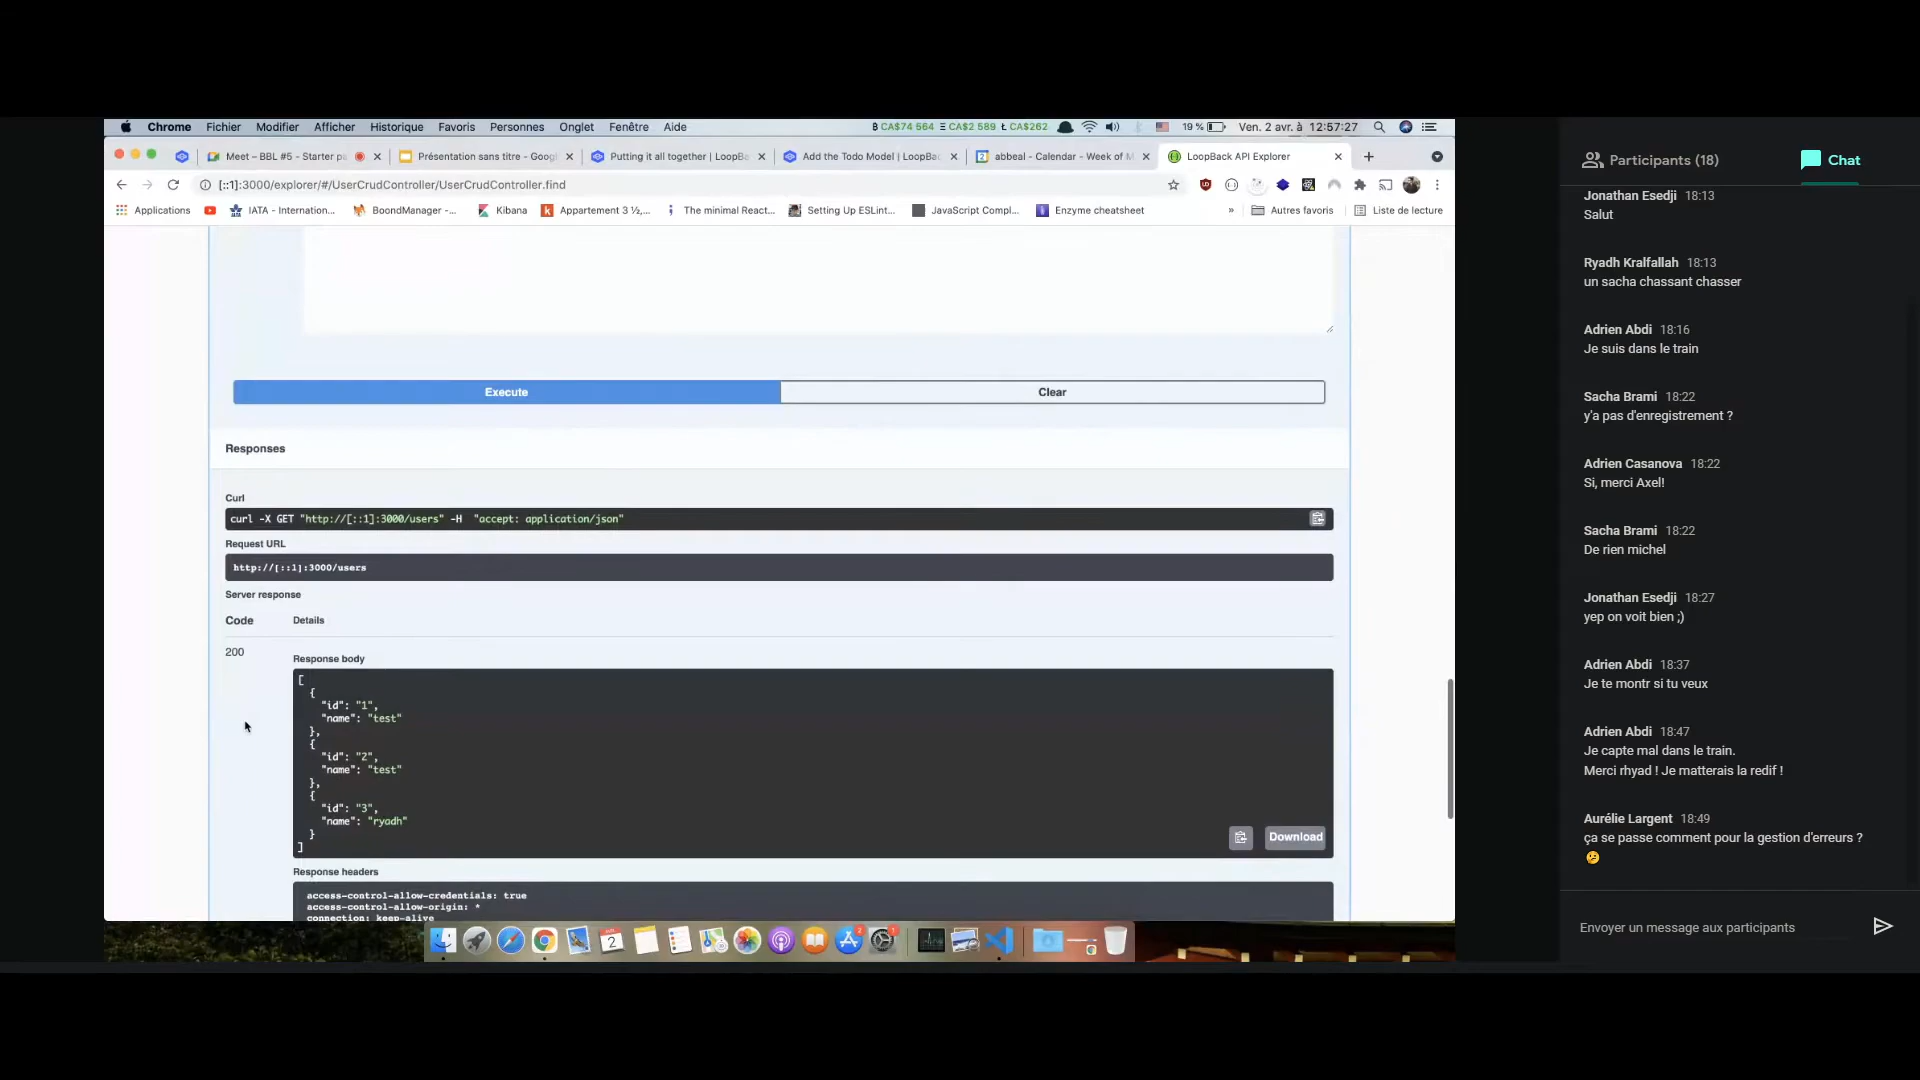 Chrome Fichier Modifier Afficher Historique Favoris Personnes Onglet Fenêtre Aide
CA$74 564 CA$2 589 CA$262 19 % Ven. 2 avr. à 12:57:27
Meet – BBL #5 - Starter pa
Présentation sans titre - Goog
Putting it all together | LoopBa
Add the Todo Model | LoopBac
abbeal - Calendar - Week of M
LoopBack API Explorer
[::1]:3000/explorer/#/UserCrudController/UserCrudController.find
Applications
IATA - Internation...
BoondManager -...
Kibana
Appartement 3 ½,...
The minimal React...
Setting Up ESLint...
JavaScript Compl...
Enzyme cheatsheet
»
Autres favoris
Liste de lecture
Execute
Clear
Responses
Curl
curl -X GET "http://[::1]:3000/users" -H "accept: application/json"
Request URL
http://[::1]:3000/users
Server response
Code Details
200
Response body
[
{
"id": "1",
"name": "test"
},
{
"id": "2",
"name": "test"
},
{
"id": "3",
"name": "ryadh"
}
]
Download
Response headers
access-control-allow-credentials: true
access-control-allow-origin: *
connection: keep-alive
Participants (18)
Chat
Jonathan Esedji 18:13
Salut
Ryadh Kralfallah 18:13
un sacha chassant chasser
Adrien Abdi 18:16
Je suis dans le train
Sacha Brami 18:22
y'a pas d'enregistrement ?
Adrien Casanova 18:22
Si, merci Axel!
Sacha Brami 18:22
De rien michel
Jonathan Esedji 18:27
yep on voit bien ;)
Adrien Abdi 18:37
Je te montr si tu veux
Adrien Abdi 18:47
Je capte mal dans le train.
Merci rhyad ! Je matterais la redif !
Aurélie Largent 18:49
ça se passe comment pour la gestion d'erreurs ?
Envoyer un message aux participants